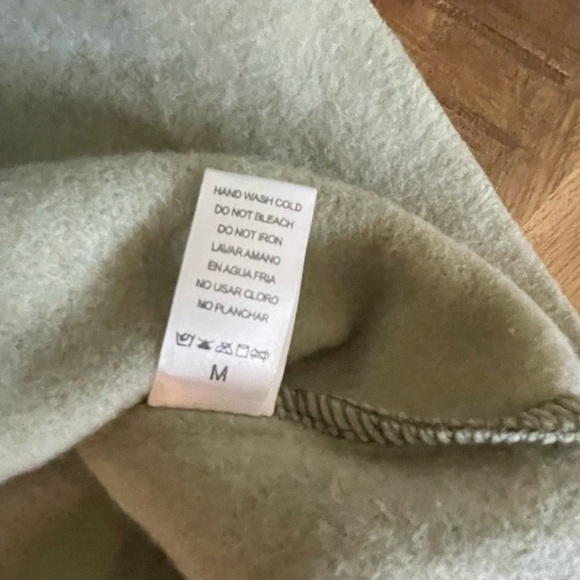 HAND WASH COLD
DO NOT BLEACH
DO NOT IRON
LAVAR AMANO
EN AGUA FRIA
NO USAR CLORO
NO PLANCHAR
M